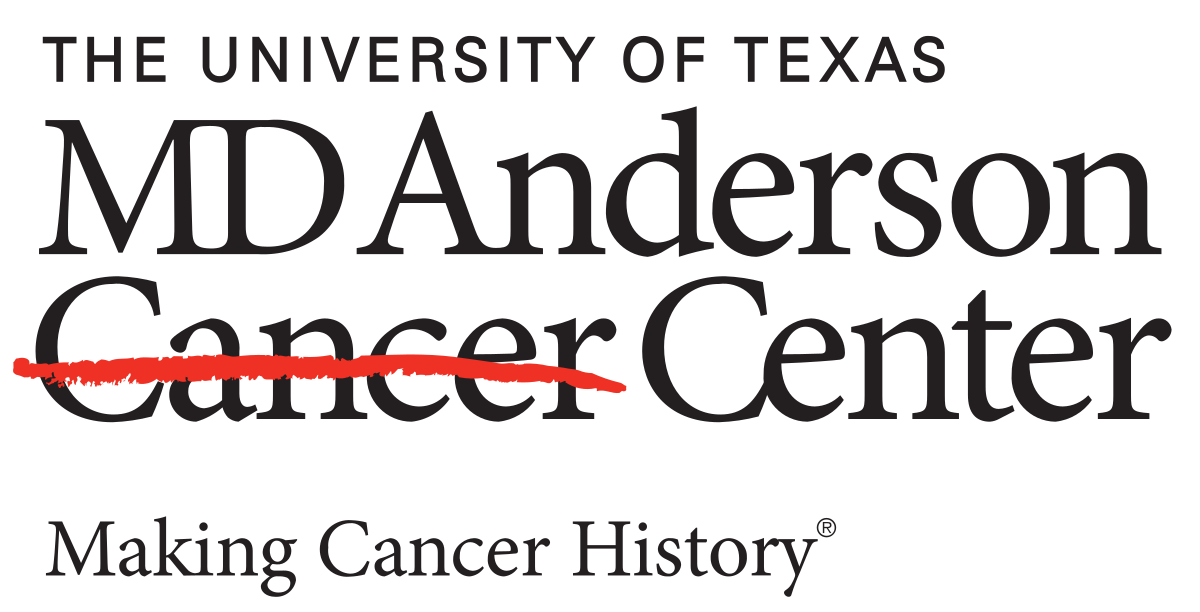 THE UNIVERSITY OF TEXAS
MD Anderson
Cancer Center
Making Cancer History®